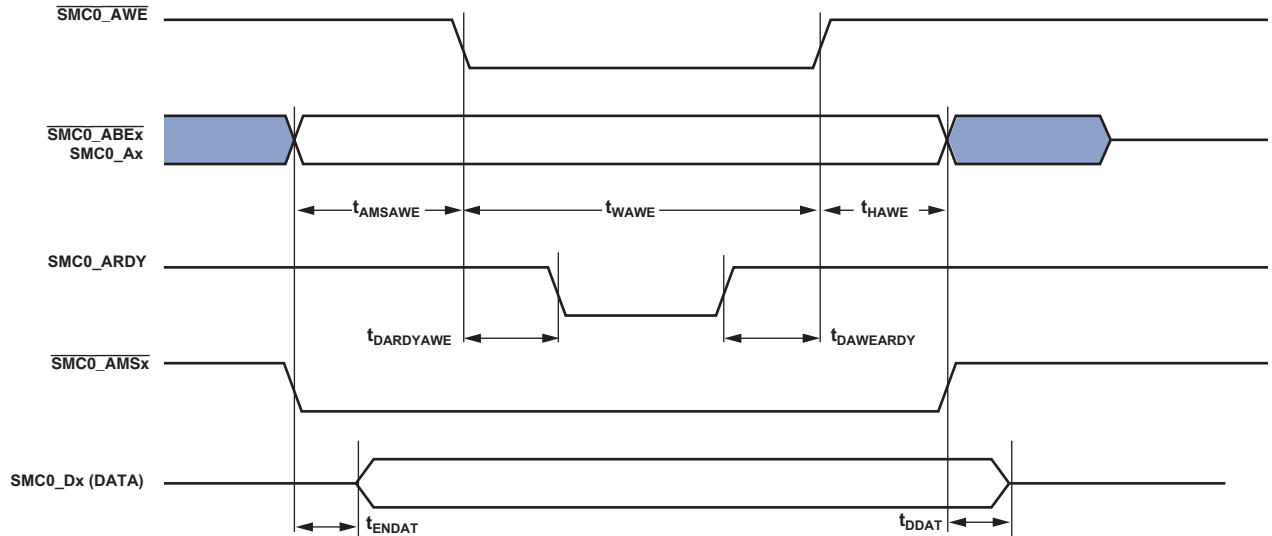 SMC0_AWE
SMC0_ABEx
SMC0_Ax
tAMSAWE
tWAWE
tHAWE
SMC0_ARDY
tDARDYAWE
tDAWEARDY
SMC0_AMSx
SMC0_Dx (DATA)
tENDAT
tDDAT